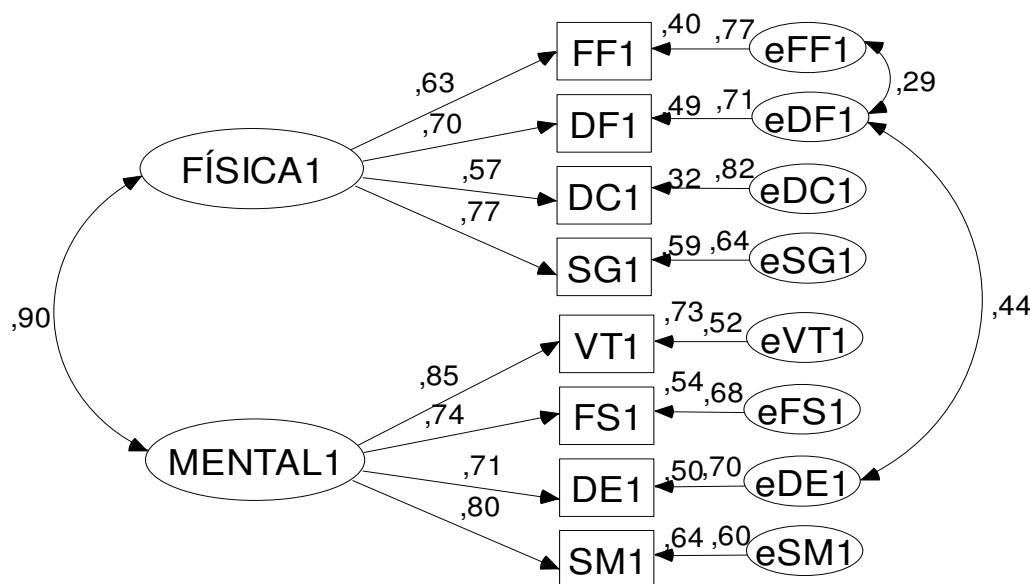 ,40 ,77
FF1
eFF1
,63
,29
,49 ,71
DF1
eDF1
,70
FÍSICA1
,57
,32 ,82
DC1
eDC1
,77
,59 ,64
SG1
eSG1
,90
,44
,73 ,52
VT1
eVT1
,85
,54 ,68
FS1
eFS1
,74
MENTAL1
,71
,50 ,70
DE1
eDE1
,80
,64 ,60
SM1
eSM1